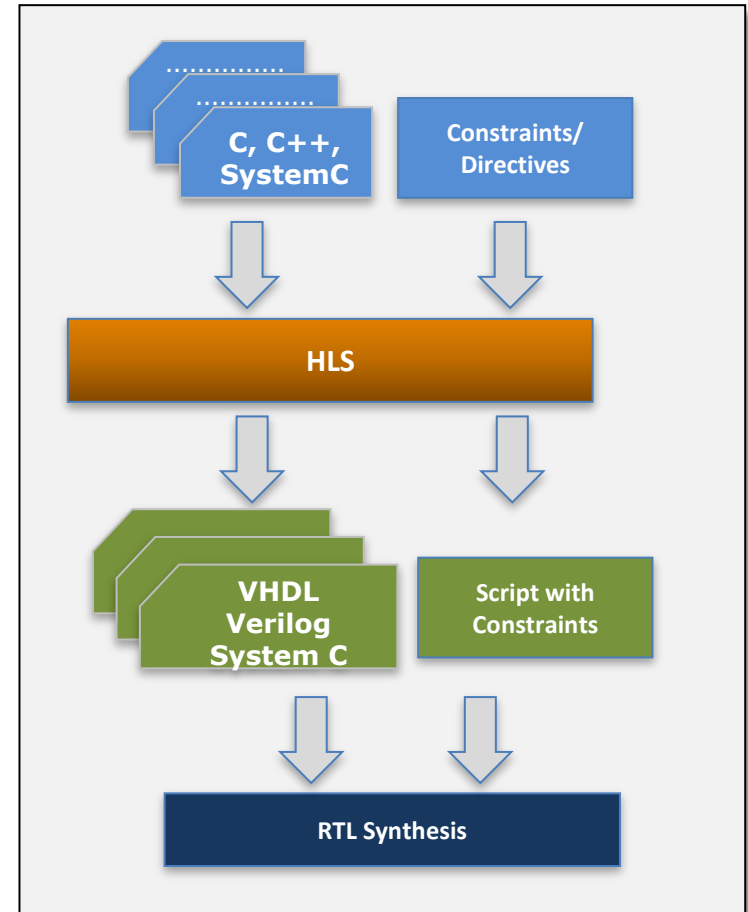 ...............
...............
C, C++,
SystemC
Constraints/
Directives
HLS
VHDL
Verilog
System C
Script with
Constraints
RTL Synthesis